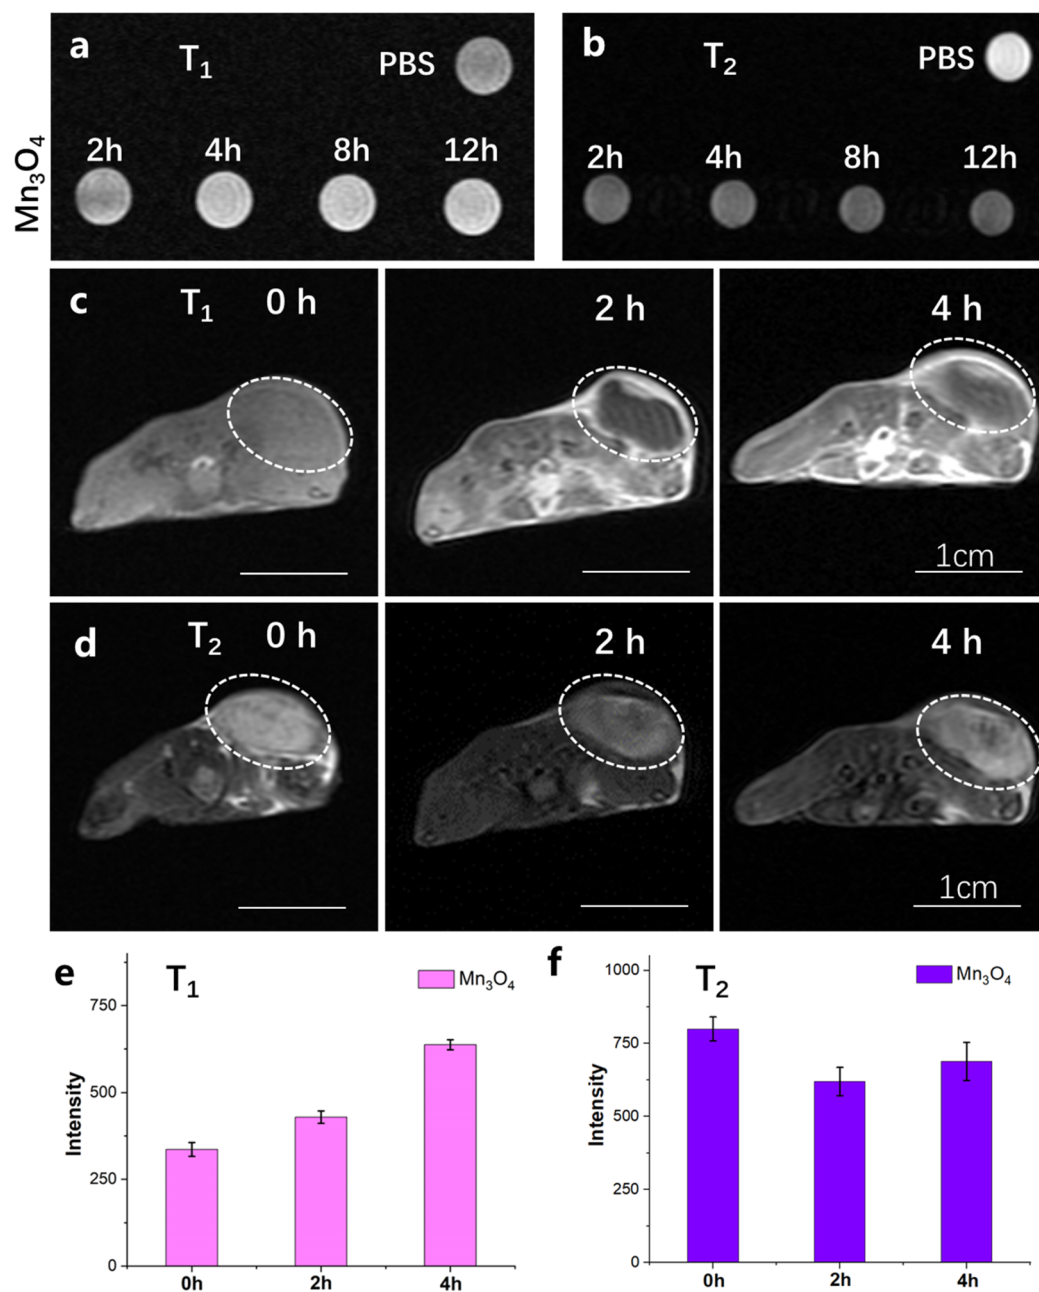 a T₁ PBS
2h 4h 8h 12h
Mn₃O₄
b T₂ PBS
2h 4h 8h 12h
c T₁ 0 h 2 h 4 h
1cm
d T₂ 0 h 2 h 4 h
1cm
e T₁ Mn₃O₄
750
500
250
0
Intensity
0h 2h 4h
f T₂ Mn₃O₄
1000
750
500
250
0
Intensity
0h 2h 4h